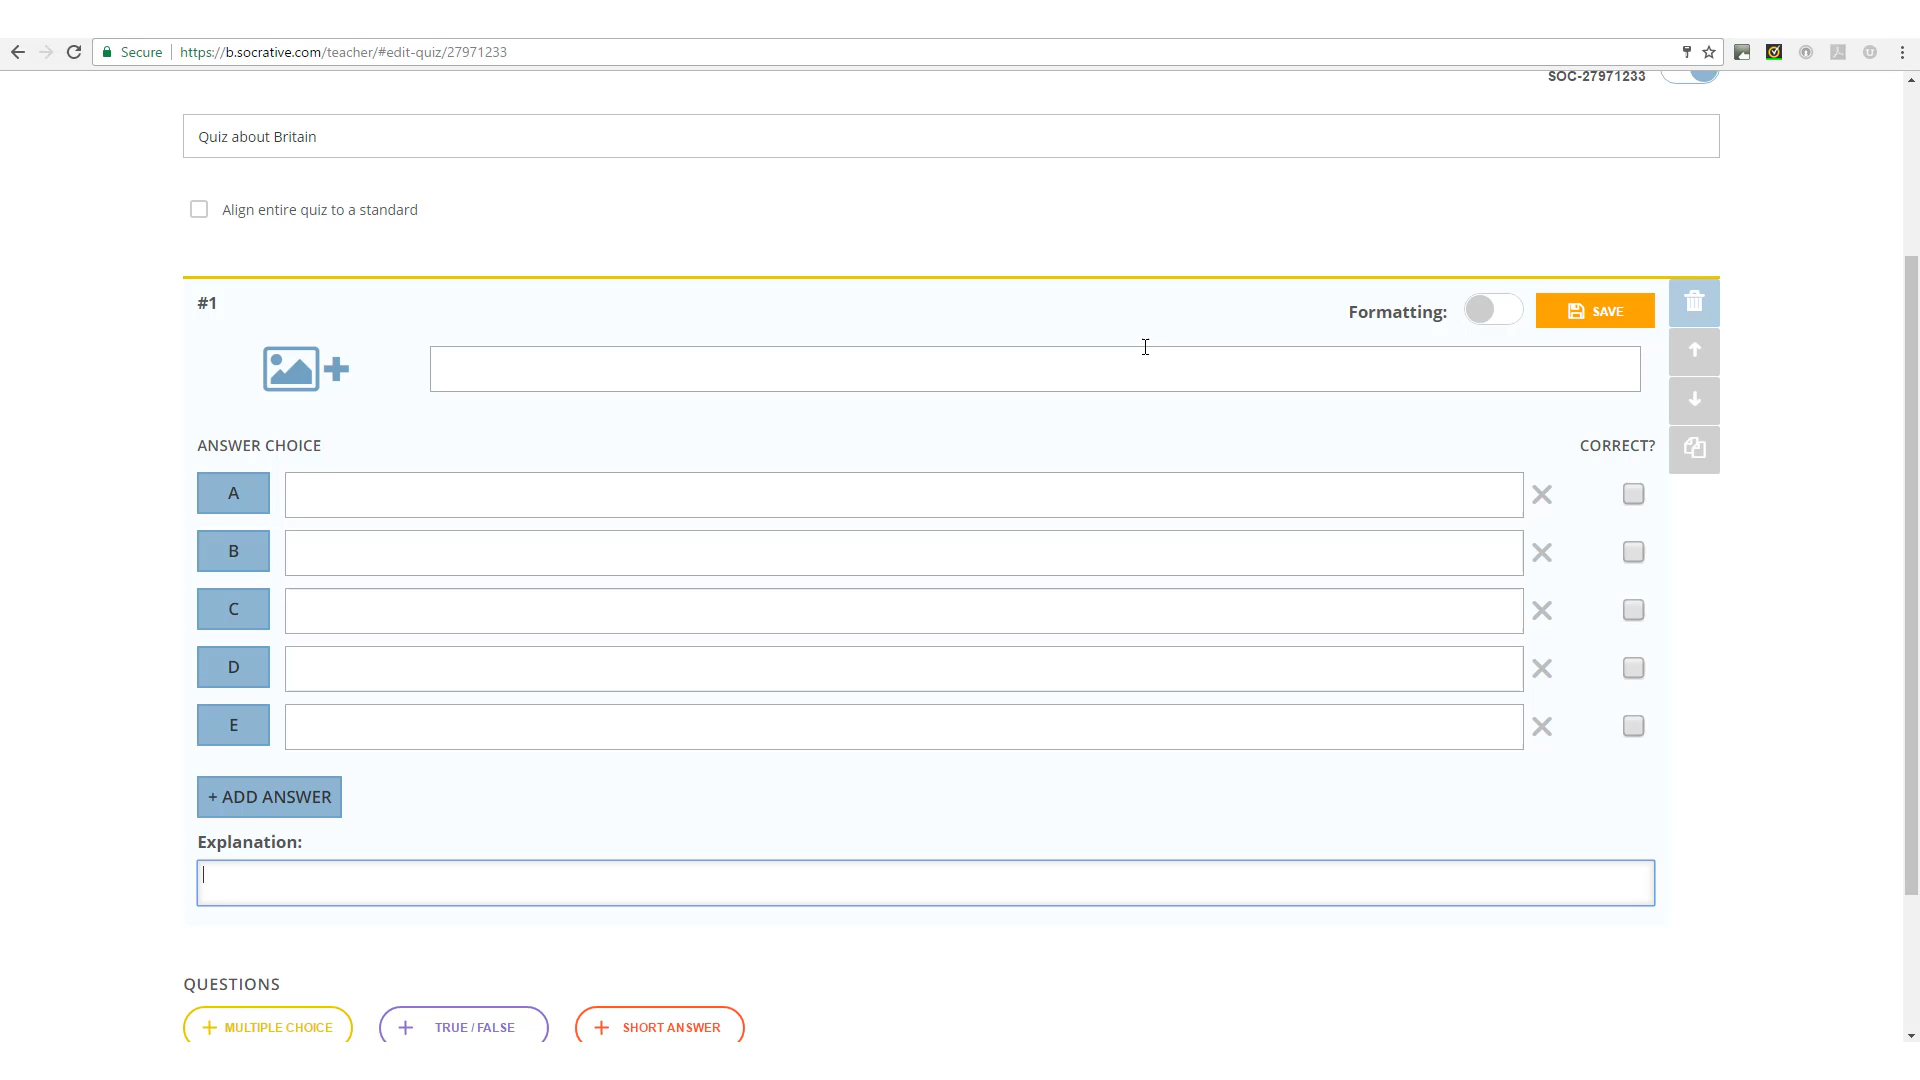 Secure https://b.socrative.com/teacher/#edit-quiz/27971233
SOC-27971233
Quiz about Britain
Align entire quiz to a standard
#1
Formatting:
SAVE
ANSWER CHOICE
CORRECT?
A
B
C
D
E
+ ADD ANSWER
Explanation:
QUESTIONS
+ MULTIPLE CHOICE
+ TRUE / FALSE
+ SHORT ANSWER